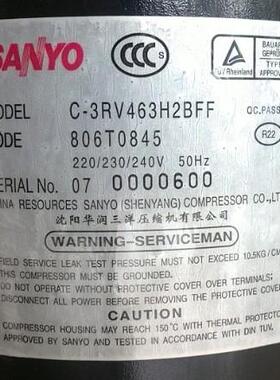 SANYO
CCC S
TÜVRheinland
BAUART
GEPRÜFT
TYPE
APPROVED
MODEL C-3RV463H2BFF QC.PASS
CODE 806T0845 R22
220/230/240V 50Hz
SERIAL No. 07 0000600
CHINA RESOURCES SANYO (SHENYANG) COMPRESSOR CO.,LTD
沈阳华润三洋压缩机有限公司
WARNING-SERVICEMAN
FIELD SERVICE LEAK TEST PRESSURE MUST NOT EXCEED 10.5KG/CM
THIS COMPRESSOR MUST BE GROUNDED.
DO NOT OPERATE WITHOUT PROTECTIVE COVER OVER TERMINALS.
DISCONNECT ALL POWER BEFORE REMOVING THE PROTECTIVE COVER.
CAUTION
COMPRESSOR HOUSING MAY REACH 150°C WITH THERMAL PROTECTOR
BY SANYO AND TESTED IN ACCORDANCE WITH DIN